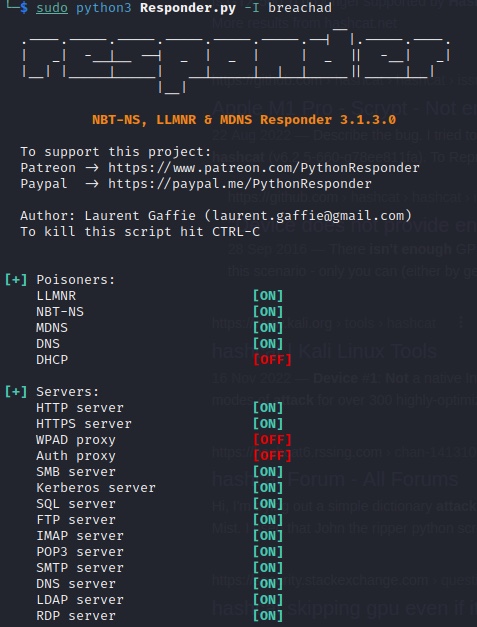 $ sudo python3 Responder.py -I breachad
NBT-NS, LLMNR & MDNS Responder 3.1.3.0
To support this project:
Patreon -> https://www.patreon.com/PythonResponder
Paypal -> https://paypal.me/PythonResponder
Author: Laurent Gaffie (laurent.gaffie@gmail.com)
To kill this script hit CTRL-C
[+] Poisoners:
LLMNR [ON]
NBT-NS [ON]
MDNS [ON]
DNS [ON]
DHCP [OFF]
[+] Servers:
HTTP server [ON]
HTTPS server [ON]
WPAD proxy [OFF]
Auth proxy [OFF]
SMB server [ON]
Kerberos server [ON]
SQL server [ON]
FTP server [ON]
IMAP server [ON]
POP3 server [ON]
SMTP server [ON]
DNS server [ON]
LDAP server [ON]
RDP server [ON]